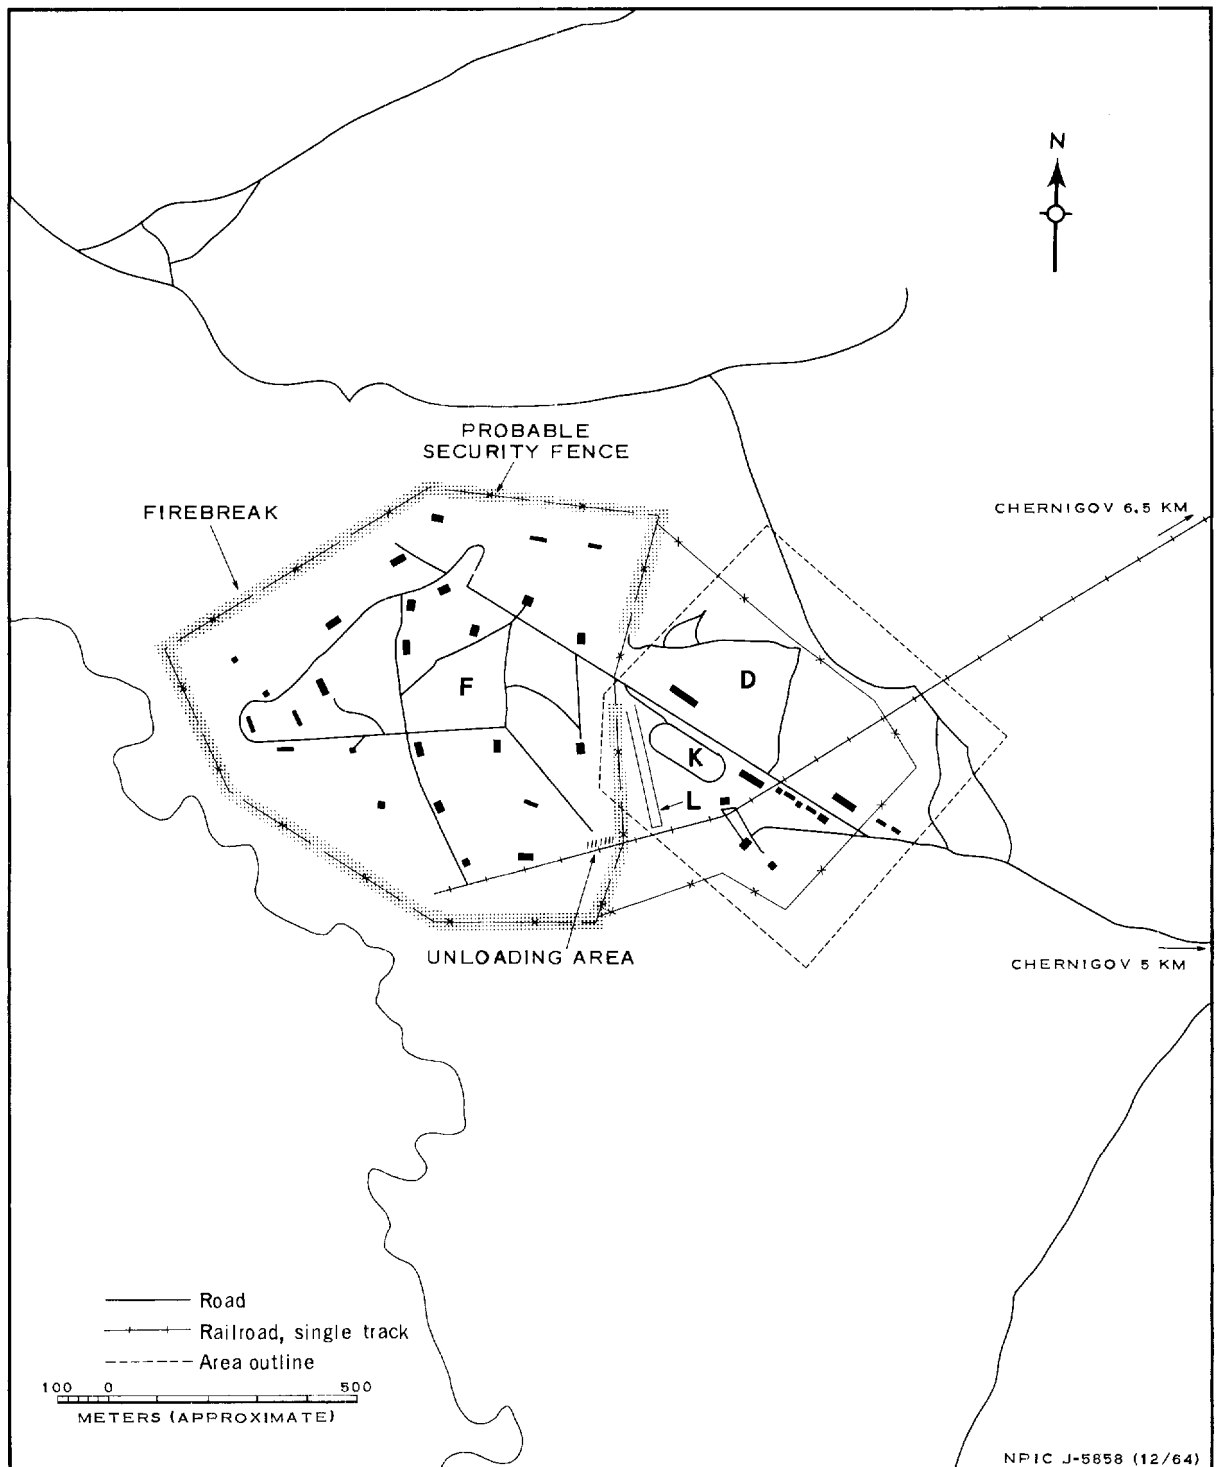 N
PROBABLE
SECURITY FENCE
FIREBREAK
CHERNIGOV 6.5 KM
D
F
K
L
UNLOADING AREA
CHERNIGOV 5 KM
Road
Railroad, single track
Area outline
100 0 500
METERS (APPROXIMATE)
NPIC J-5858 (12/64)